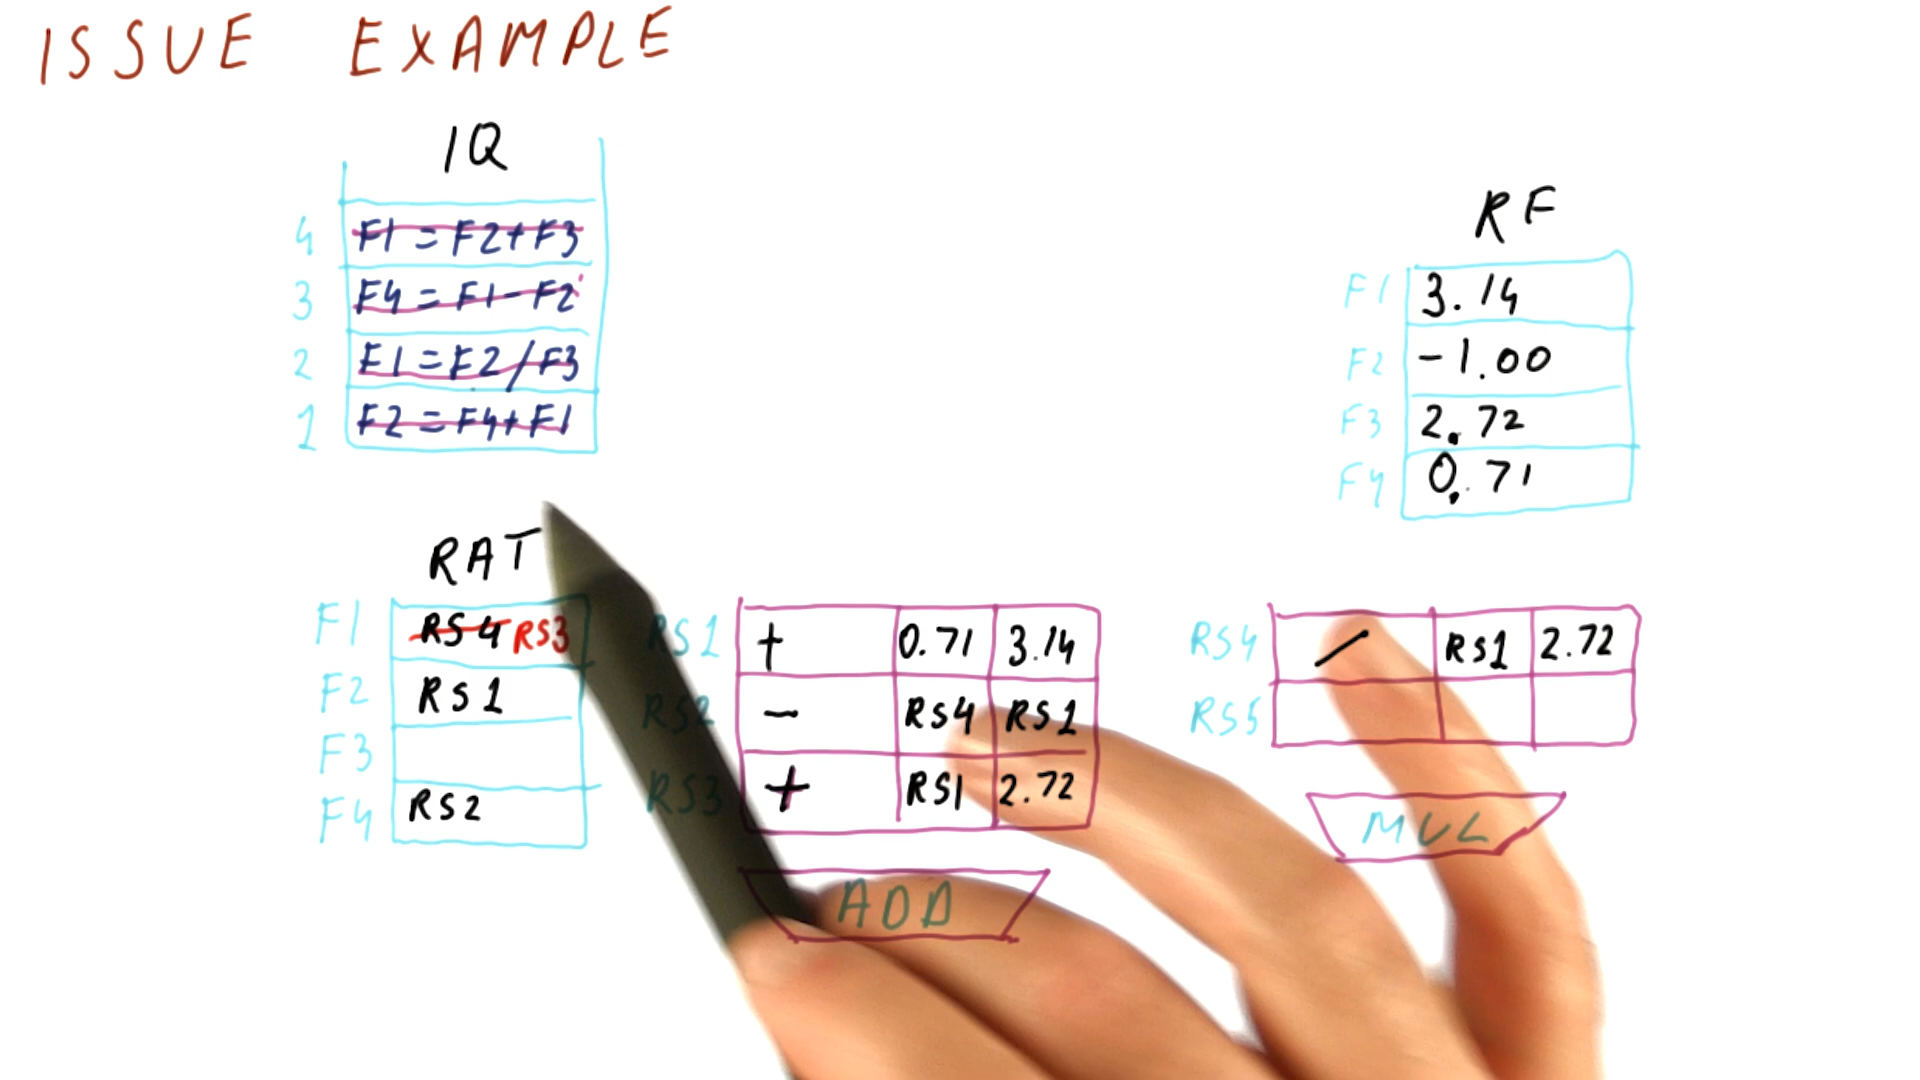 ISSUE EXAMPLE
IQ
4 F1 = F2 + F3
3 F4 = F1 - F2
2 F1 = F2 / F3
1 F2 = F4 + F1
RF
F1 3.14
F2 -1.00
F3 2.72
F4 0.71
RAT
F1 RS4 RS3
F2 RS1
F3
F4 RS2
RS1 + 0.71 3.14
RS2 - RS4 RS1
RS3 + RS1 2.72
ADD
RS4 / RS1 2.72
RS5
MUL